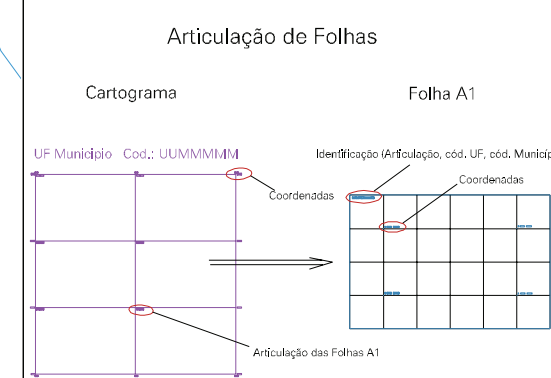 Articulação de Folhas
Cartograma
Folha A1
UF Municipio Cod.: UUMMMMM
Identificação (Articulação, cód. UF, cód. Municíp
Coordenadas
Coordenadas
Articulação das Folhas A1